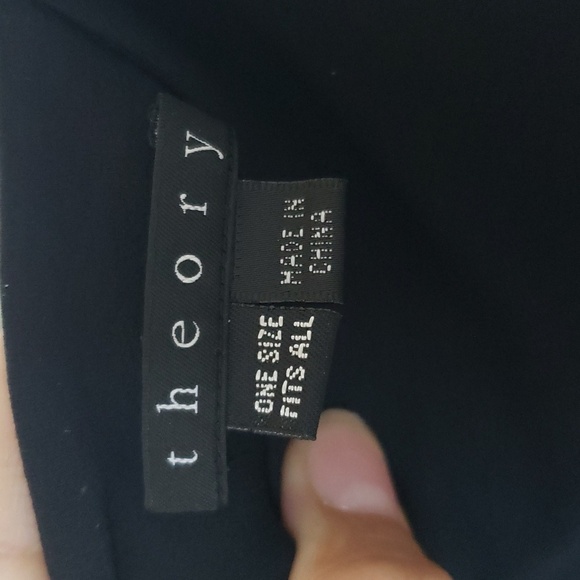 theory
ONE SIZE
FITS ALL
MADE IN
CHINA